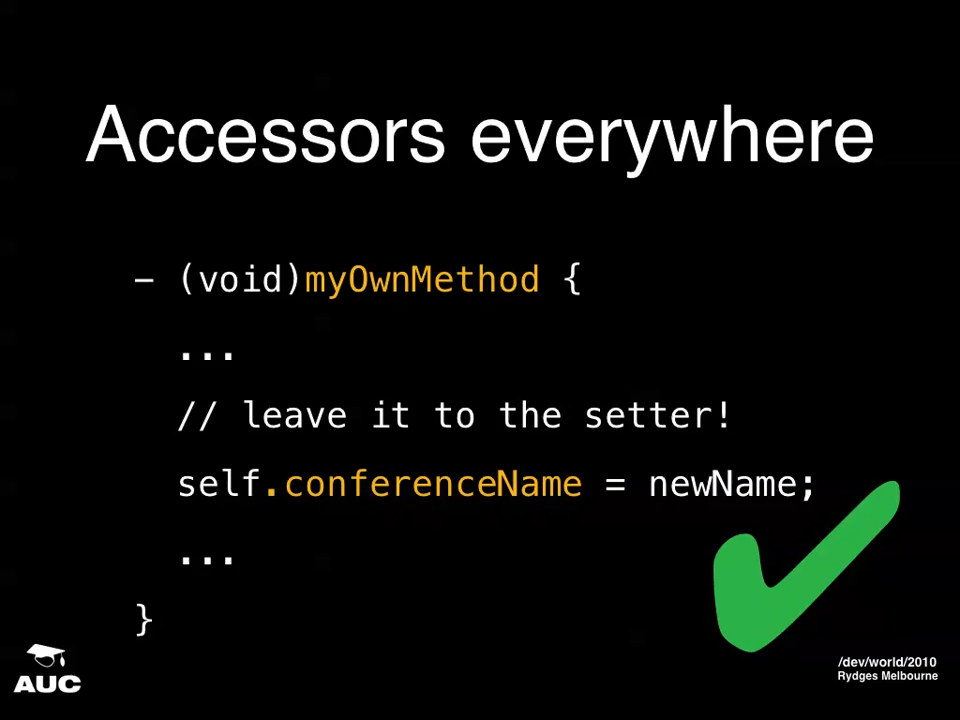 Accessors everywhere
- (void)myOwnMethod {
...
// leave it to the setter!
self.conferenceName = newName;
...
}
AUC
/dev/world/2010
Rydges Melbourne